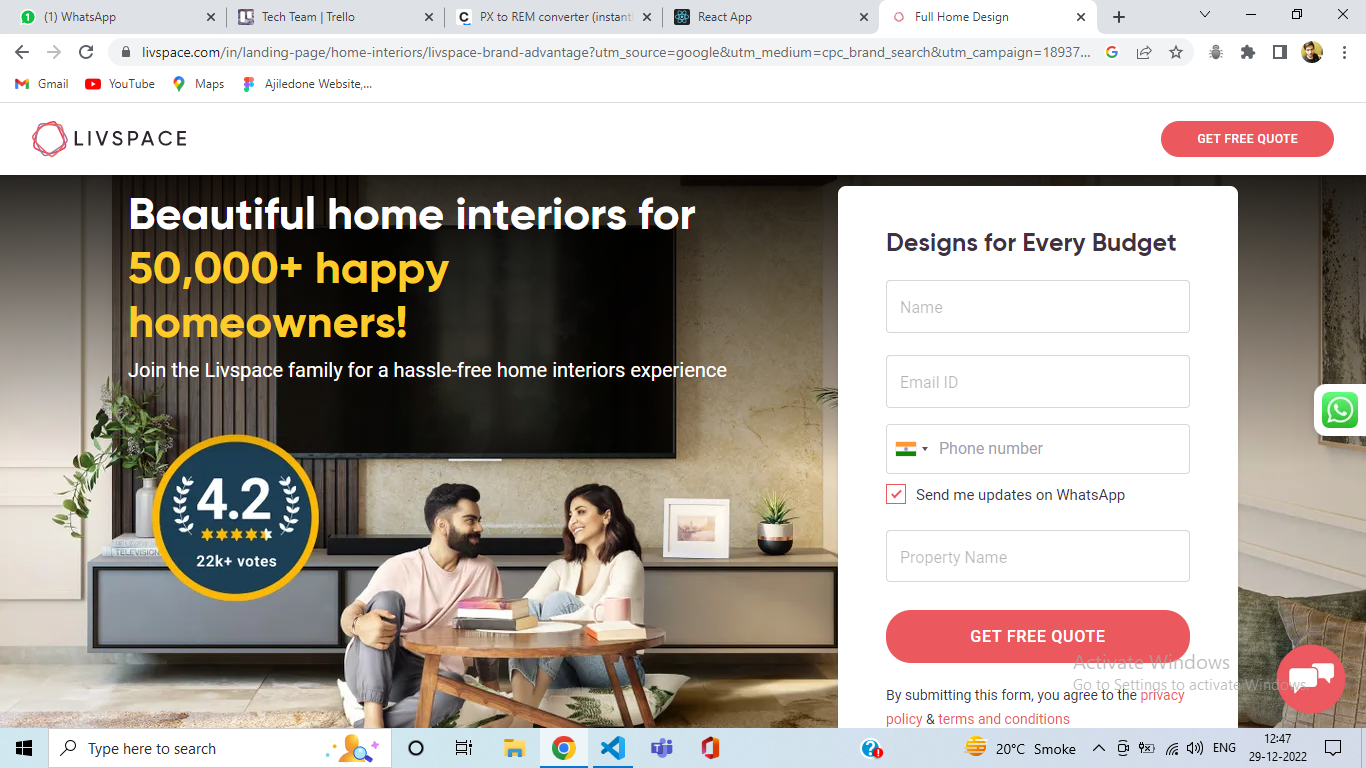 (1) WhatsApp
Tech Team | Trello
PX to REM converter (instant
React App
Full Home Design
livspace.com/in/landing-page/home-interiors/livspace-brand-advantage?utm_source=google&utm_medium=cpc_brand_search&utm_campaign=18937...
Gmail
YouTube
Maps
Ajiledone Website,...
LIVSPACE
GET FREE QUOTE
Beautiful home interiors for
50,000+ happy
homeowners!
Join the Livspace family for a hassle-free home interiors experience
4.2
22k+ votes
TELEVISION
Designs for Every Budget
Name
Email ID
Phone number
Send me updates on WhatsApp
Property Name
GET FREE QUOTE
By submitting this form, you agree to the privacy
policy & terms and conditions
Activate Windows
Go to Settings to activate Windows.
Type here to search
20°C Smoke
ENG
12:47
29-12-2022